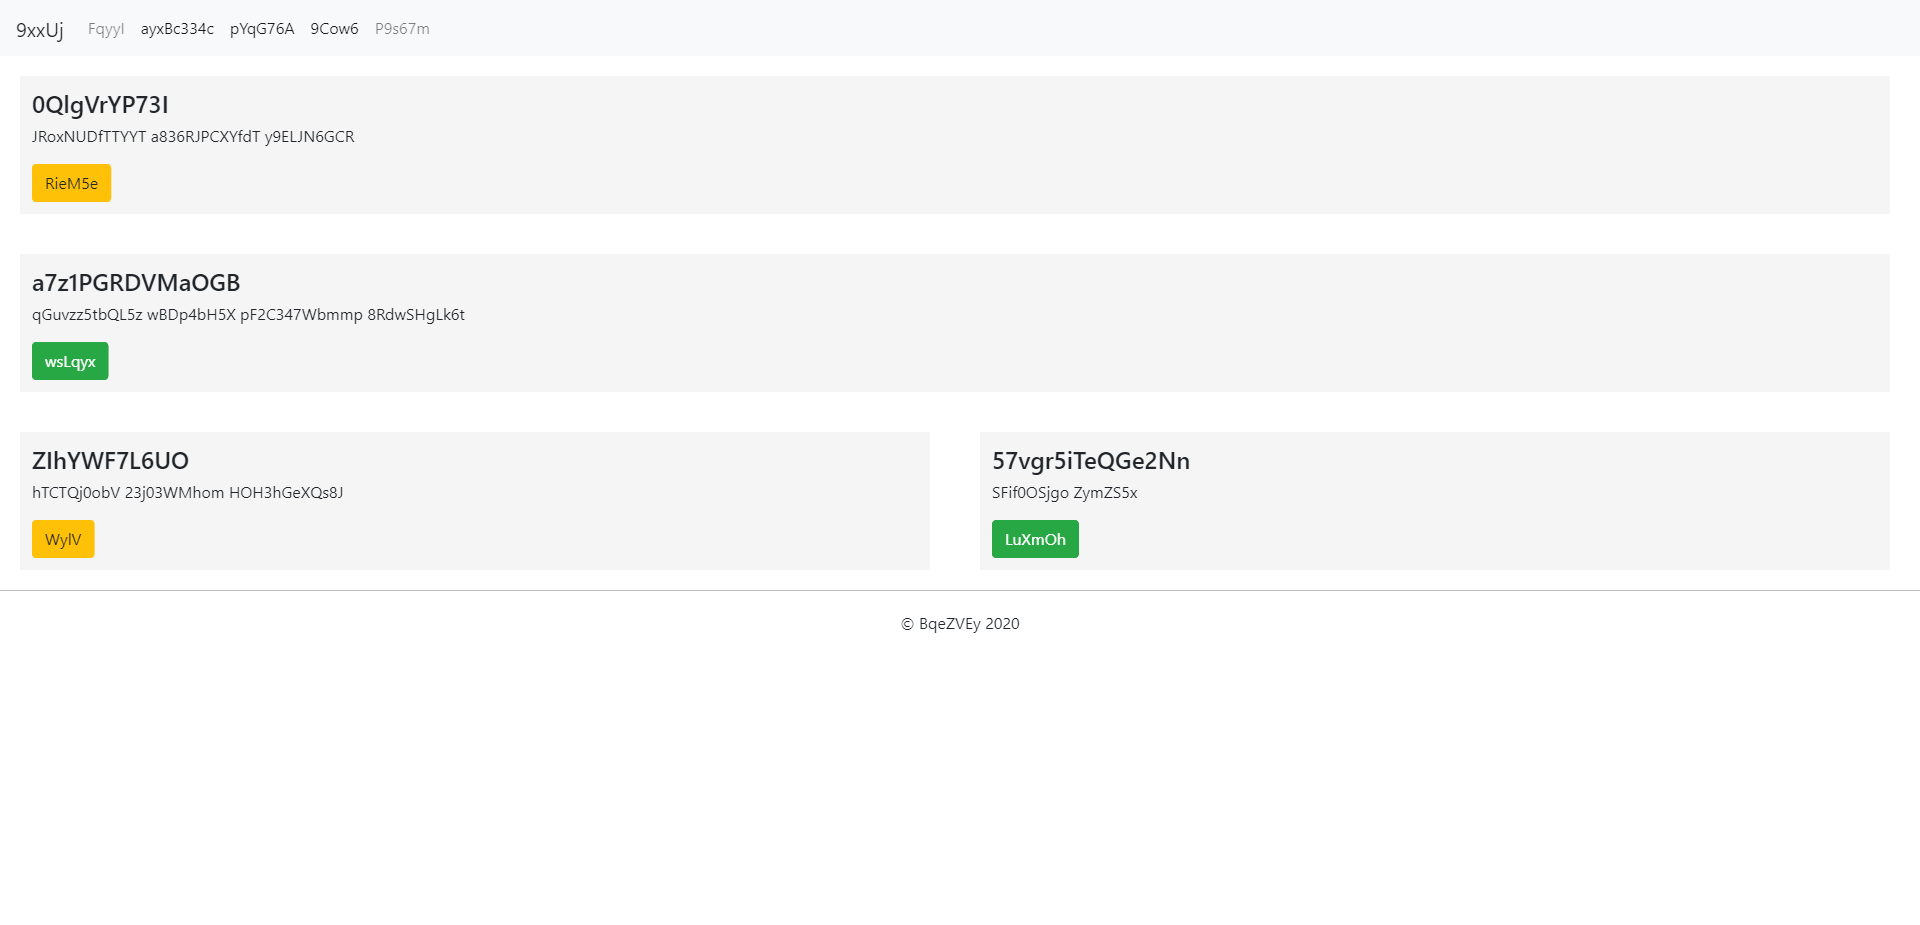 9xxUj Fqyyl ayxBc334c pYqG76A 9Cow6 P9s67m
0QlgVrYP73I
JRoxNUDfTTYYT a836RJPCXYfdT y9ELJN6GCR
RieM5e
a7z1PGRDVMaOGB
qGuvzz5tbQL5z wBDp4bH5X pF2C347Wbmmp 8RdwSHgLk6t
wsLqyx
ZIhYWF7L6UO
hTCTQj0obV 23j03WMhom HOH3hGeXQs8J
WylV
57vgr5iTeQGe2Nn
SFif0OSjgo ZymZS5x
LuXmOh
© BqeZVEy 2020